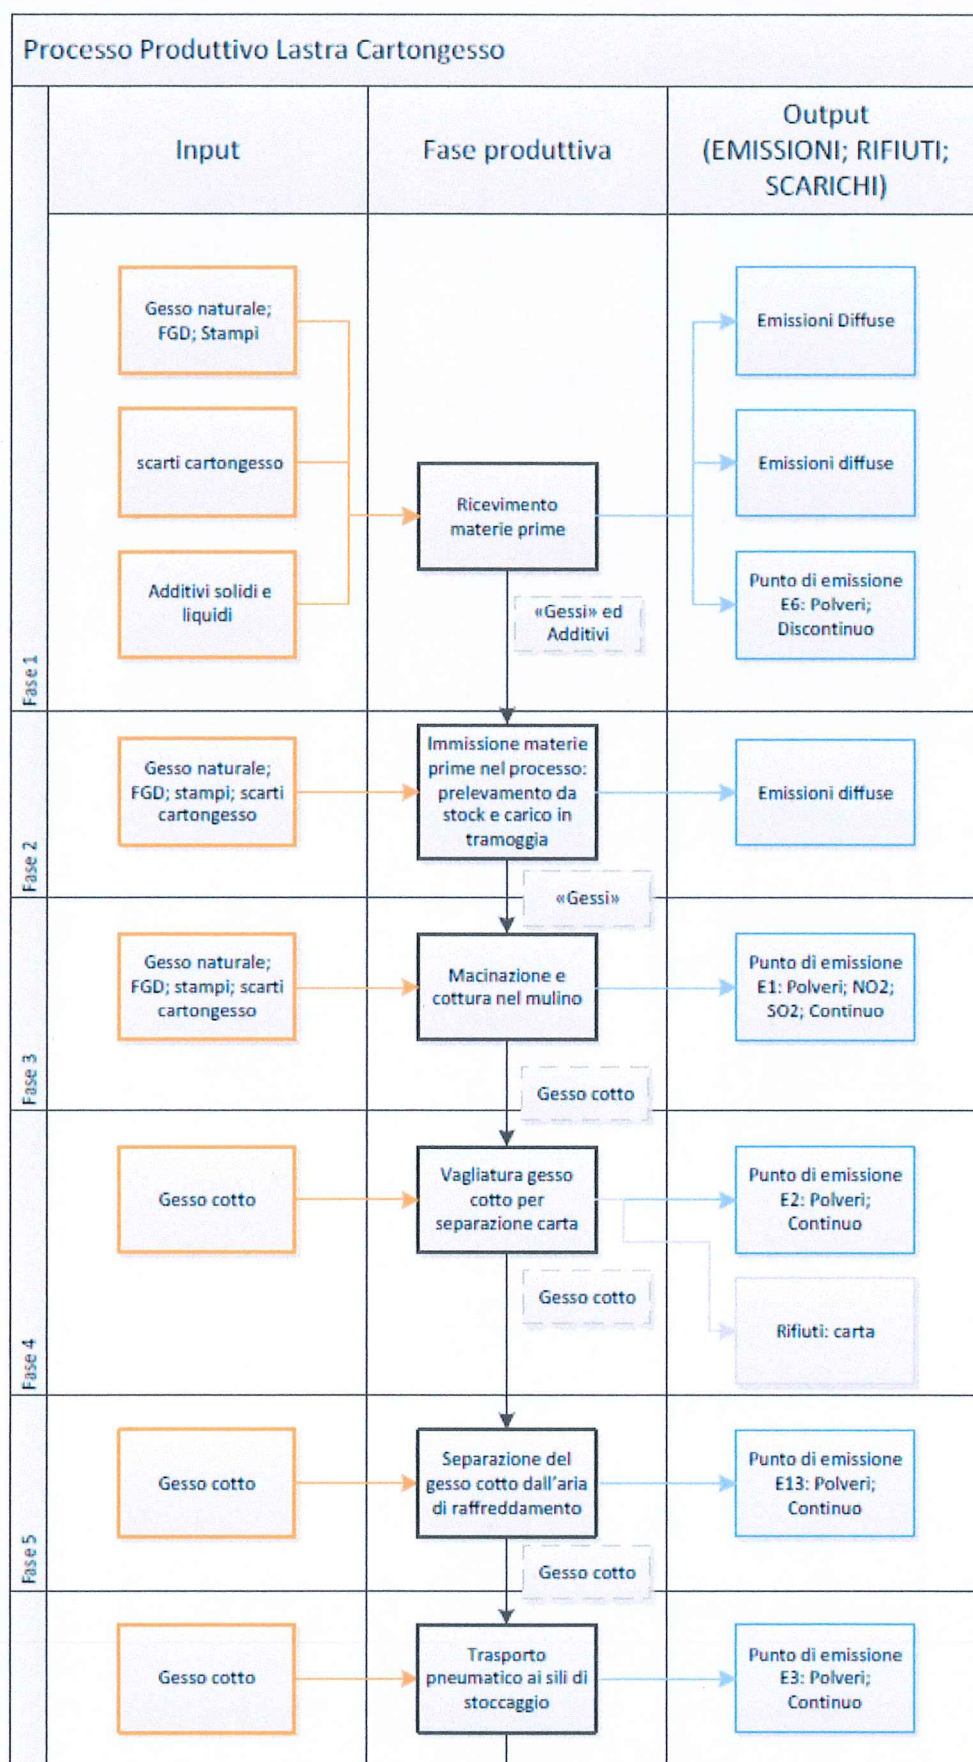 Processo Produttivo Lastra Cartongesso
Input
Fase produttiva
Output
(EMISSIONI; RIFIUTI;
SCARICHI)
Fase 1
Gesso naturale;
FGD; Stampi
scarti cartongesso
Additivi solidi e
liquidi
Ricevimento
materie prime
«Gessi» ed
Additivi
Emissioni Diffuse
Emissioni diffuse
Punto di emissione
E6: Polveri;
Discontinuo
Fase 2
Gesso naturale;
FGD; stampi; scarti
cartongesso
Immissione materie
prime nel processo:
prelevamento da
stock e carico in
tramoggia
«Gessi»
Emissioni diffuse
Fase 3
Gesso naturale;
FGD; stampi; scarti
cartongesso
Macinazione e
cottura nel mulino
Gesso cotto
Punto di emissione
E1: Polveri; NO2;
SO2; Continuo
Fase 4
Gesso cotto
Vagliatura gesso
cotto per
separazione carta
Gesso cotto
Punto di emissione
E2: Polveri;
Continuo
Rifiuti: carta
Fase 5
Gesso cotto
Separazione del
gesso cotto dall'aria
di raffreddamento
Gesso cotto
Punto di emissione
E13: Polveri;
Continuo
Gesso cotto
Trasporto
pneumatico ai sili di
stoccaggio
Punto di emissione
E3: Polveri;
Continuo